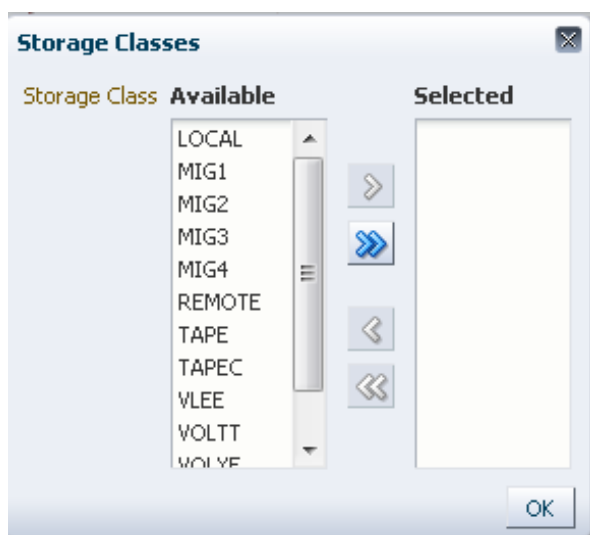 Storage Classes
Storage Class Available Selected
LOCAL
MIG1
MIG2
MIG3
MIG4
REMOTE
TAPE
TAPEC
VLEE
VOLTT
OK